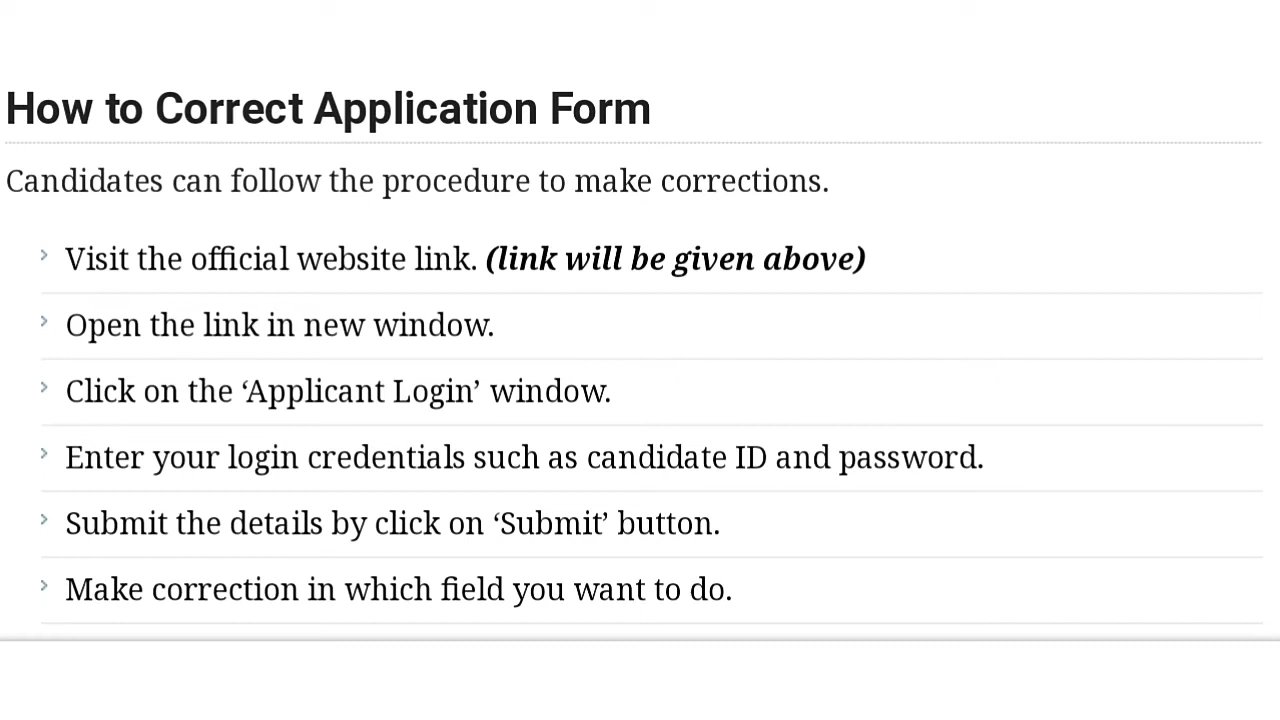 How to Correct Application Form
Candidates can follow the procedure to make corrections.
Visit the official website link. (link will be given above)
Open the link in new window.
Click on the ‘Applicant Login’ window.
Enter your login credentials such as candidate ID and password.
Submit the details by click on ‘Submit’ button.
Make correction in which field you want to do.